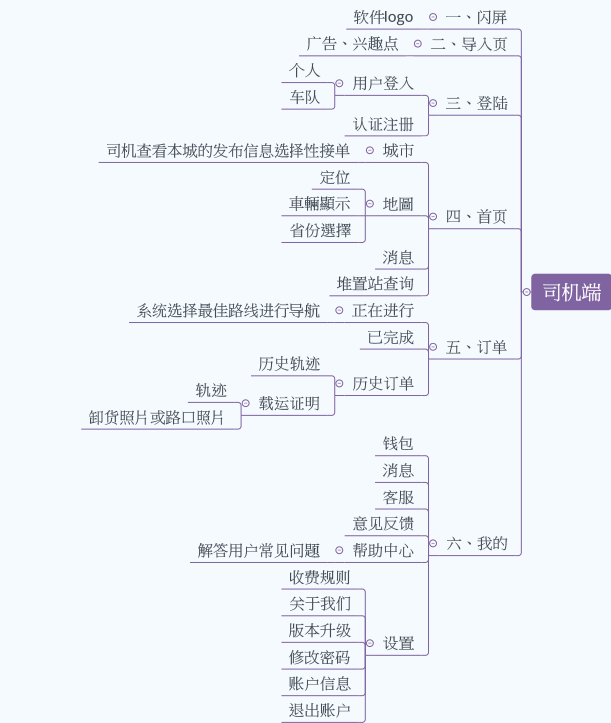 司机端
一、闪屏
软件logo
二、导入页
广告、兴趣点
三、登陆
用户登入
个人
车队
认证注册
四、首页
城市
司机查看本城的发布信息选择性接单
地圖
定位
車輛顯示
省份選擇
消息
堆置站查询
五、订单
正在进行
系统选择最佳路线进行导航
已完成
历史订单
历史轨迹
载运证明
轨迹
卸货照片或路口照片
六、我的
钱包
消息
客服
意见反馈
帮助中心
解答用户常见问题
设置
收费规则
关于我们
版本升级
修改密码
账户信息
退出账户